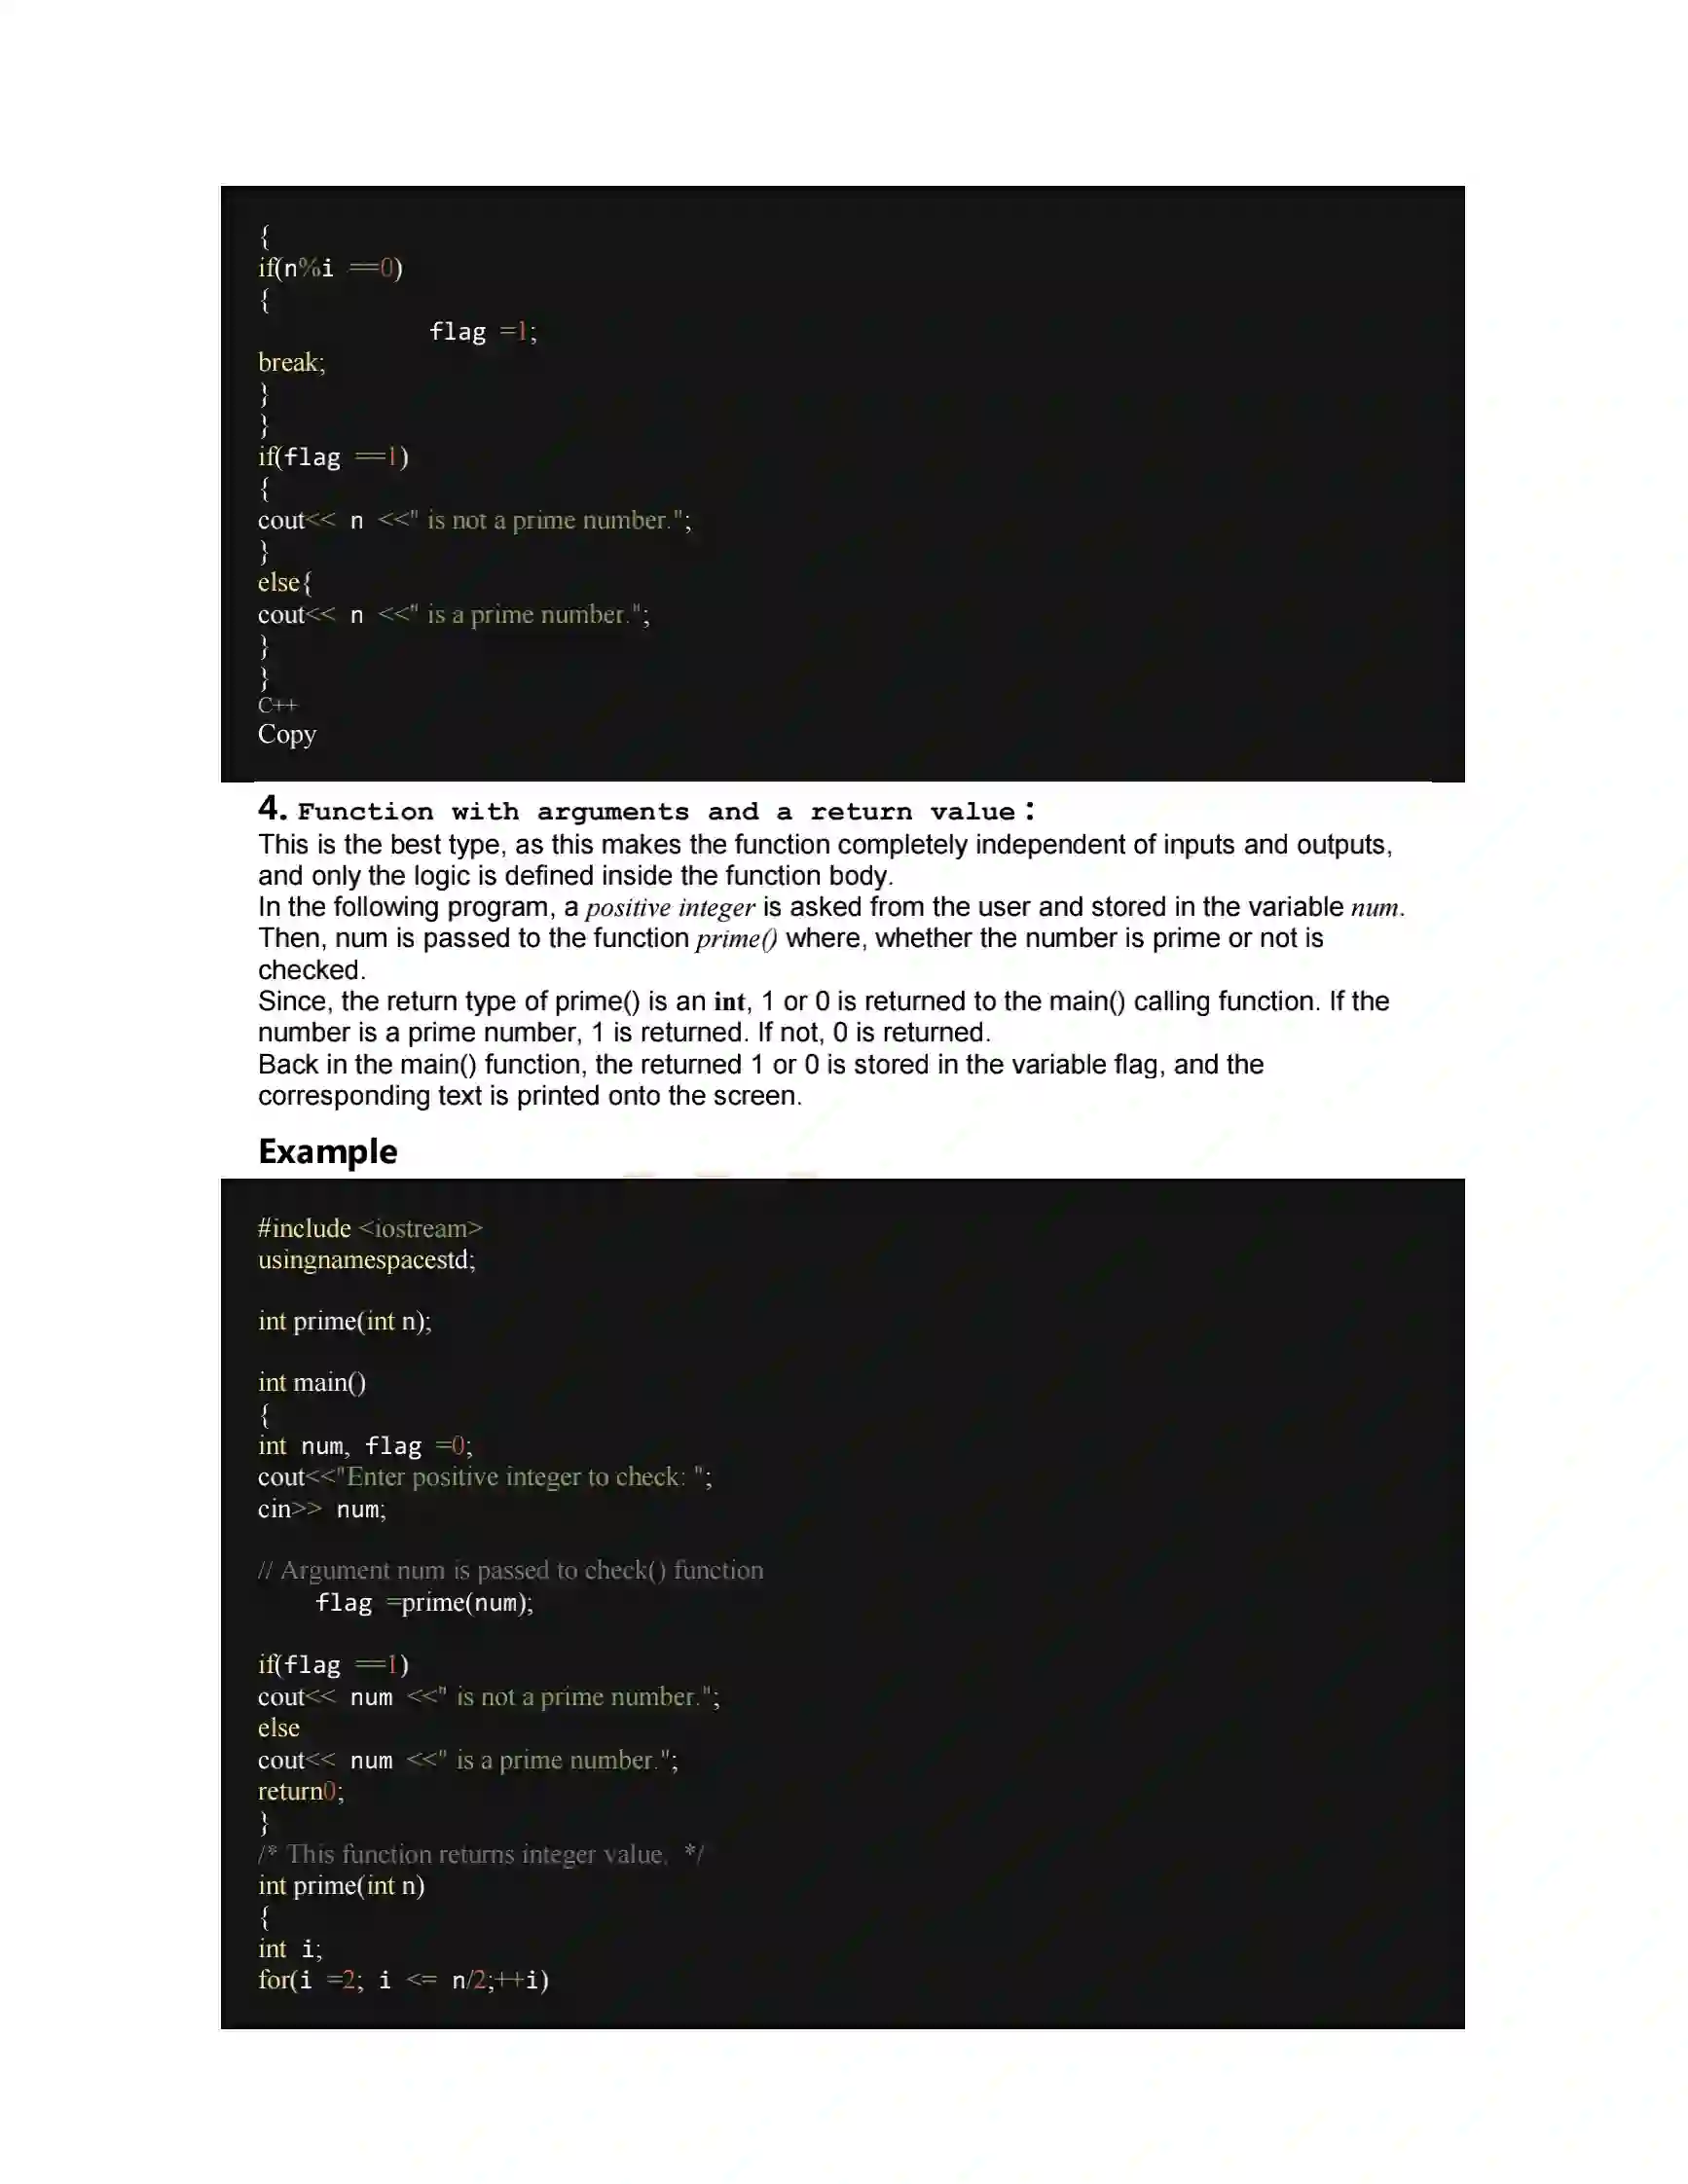 {
if(n%i ==0)
{
flag =1;
break;
}
}
if(flag ==1)
{
cout<< n <<" is not a prime number.";
}
else{
cout<< n <<" is a prime number.";
}
}
C++
Copy
4. Function with arguments and a return value :
This is the best type, as this makes the function completely independent of inputs and outputs,
and only the logic is defined inside the function body.
In the following program, a positive integer is asked from the user and stored in the variable num.
Then, num is passed to the function prime() where, whether the number is prime or not is
checked.
Since, the return type of prime() is an int, 1 or 0 is returned to the main() calling function. If the
number is a prime number, 1 is returned. If not, 0 is returned.
Back in the main() function, the returned 1 or 0 is stored in the variable flag, and the
corresponding text is printed onto the screen.
Example
#include <iostream>
usingnamespacestd;
int prime(int n);
int main()
{
int num, flag =0;
cout<<"Enter positive integer to check: ";
cin>> num;
// Argument num is passed to check() function
flag =prime(num);
if(flag ==1)
cout<< num <<" is not a prime number.";
else
cout<< num <<" is a prime number.";
return0;
}
/* This function returns integer value. */
int prime(int n)
{
int i;
for(i =2; i <= n/2;++i)